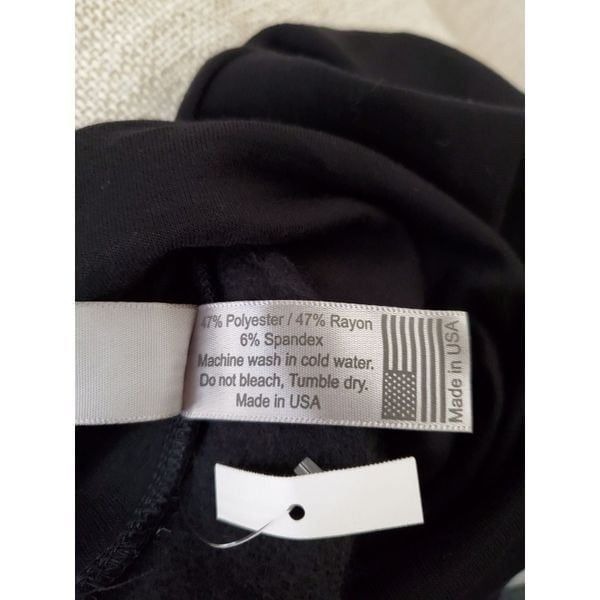 47% Polyester / 47% Rayon
6% Spandex
Machine wash in cold water.
Do not bleach, Tumble dry.
Made in USA
Made in USA